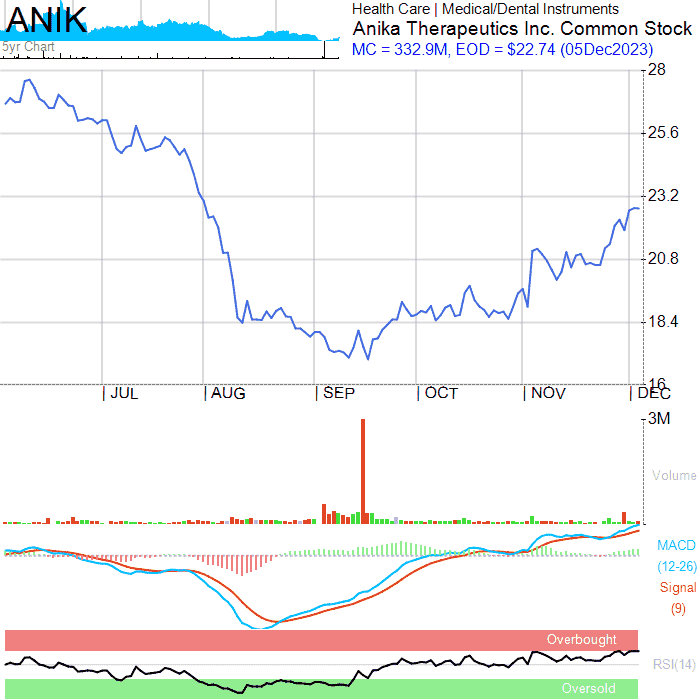 ANIK
5yr Chart
Health Care | Medical/Dental Instruments
Anika Therapeutics Inc. Common Stock
MC = 332.9M, EOD = $22.74 (05Dec2023)
28
25.6
23.2
20.8
18.4
16
| JUL | AUG | SEP | OCT | NOV | DEC
3M
Volume
MACD
(12-26)
Signal
(9)
Overbought
RSI(14)
Oversold